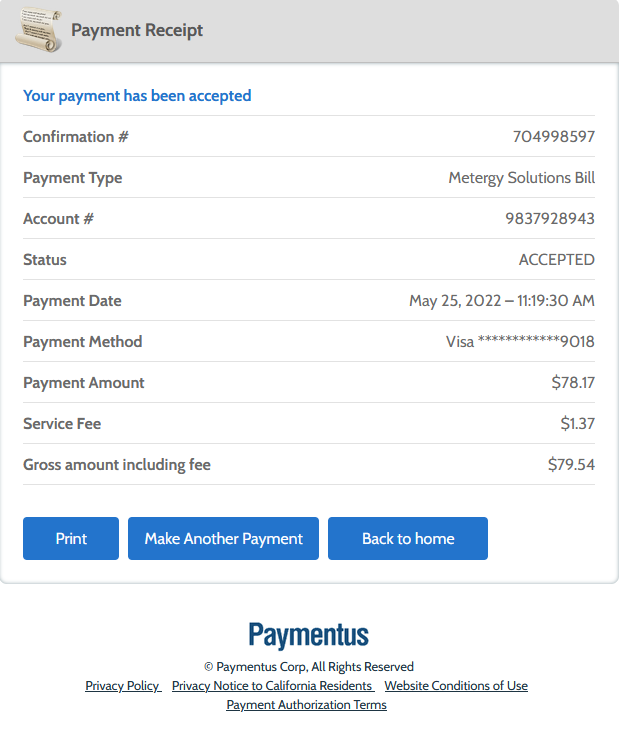 Payment Receipt
Your payment has been accepted
Confirmation # 704998597
Payment Type Metergy Solutions Bill
Account # 9837928943
Status ACCEPTED
Payment Date May 25, 2022 – 11:19:30 AM
Payment Method Visa ************9018
Payment Amount $78.17
Service Fee $1.37
Gross amount including fee $79.54
Print Make Another Payment Back to home
Paymentus
© Paymentus Corp, All Rights Reserved
Privacy Policy Privacy Notice to California Residents Website Conditions of Use
Payment Authorization Terms